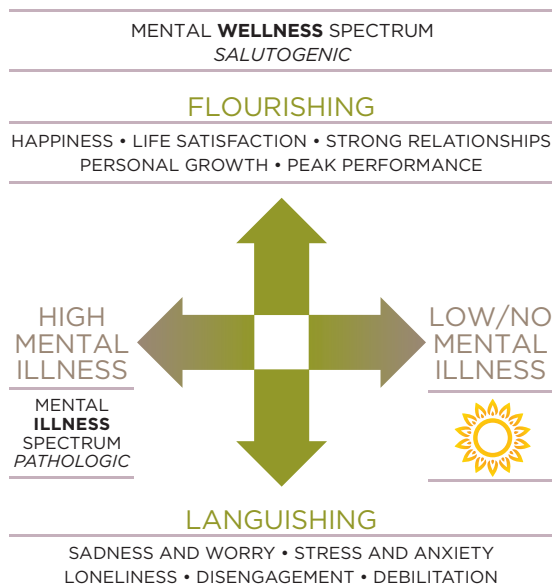 MENTAL WELLNESS SPECTRUM
SALUTOGENIC
FLOURISHING
HAPPINESS • LIFE SATISFACTION • STRONG RELATIONSHIPS
PERSONAL GROWTH • PEAK PERFORMANCE
HIGH
MENTAL
ILLNESS
MENTAL
ILLNESS
SPECTRUM
PATHOLOGIC
LOW/NO
MENTAL
ILLNESS
LANGUISHING
SADNESS AND WORRY • STRESS AND ANXIETY
LONELINESS • DISENGAGEMENT • DEBILITATION